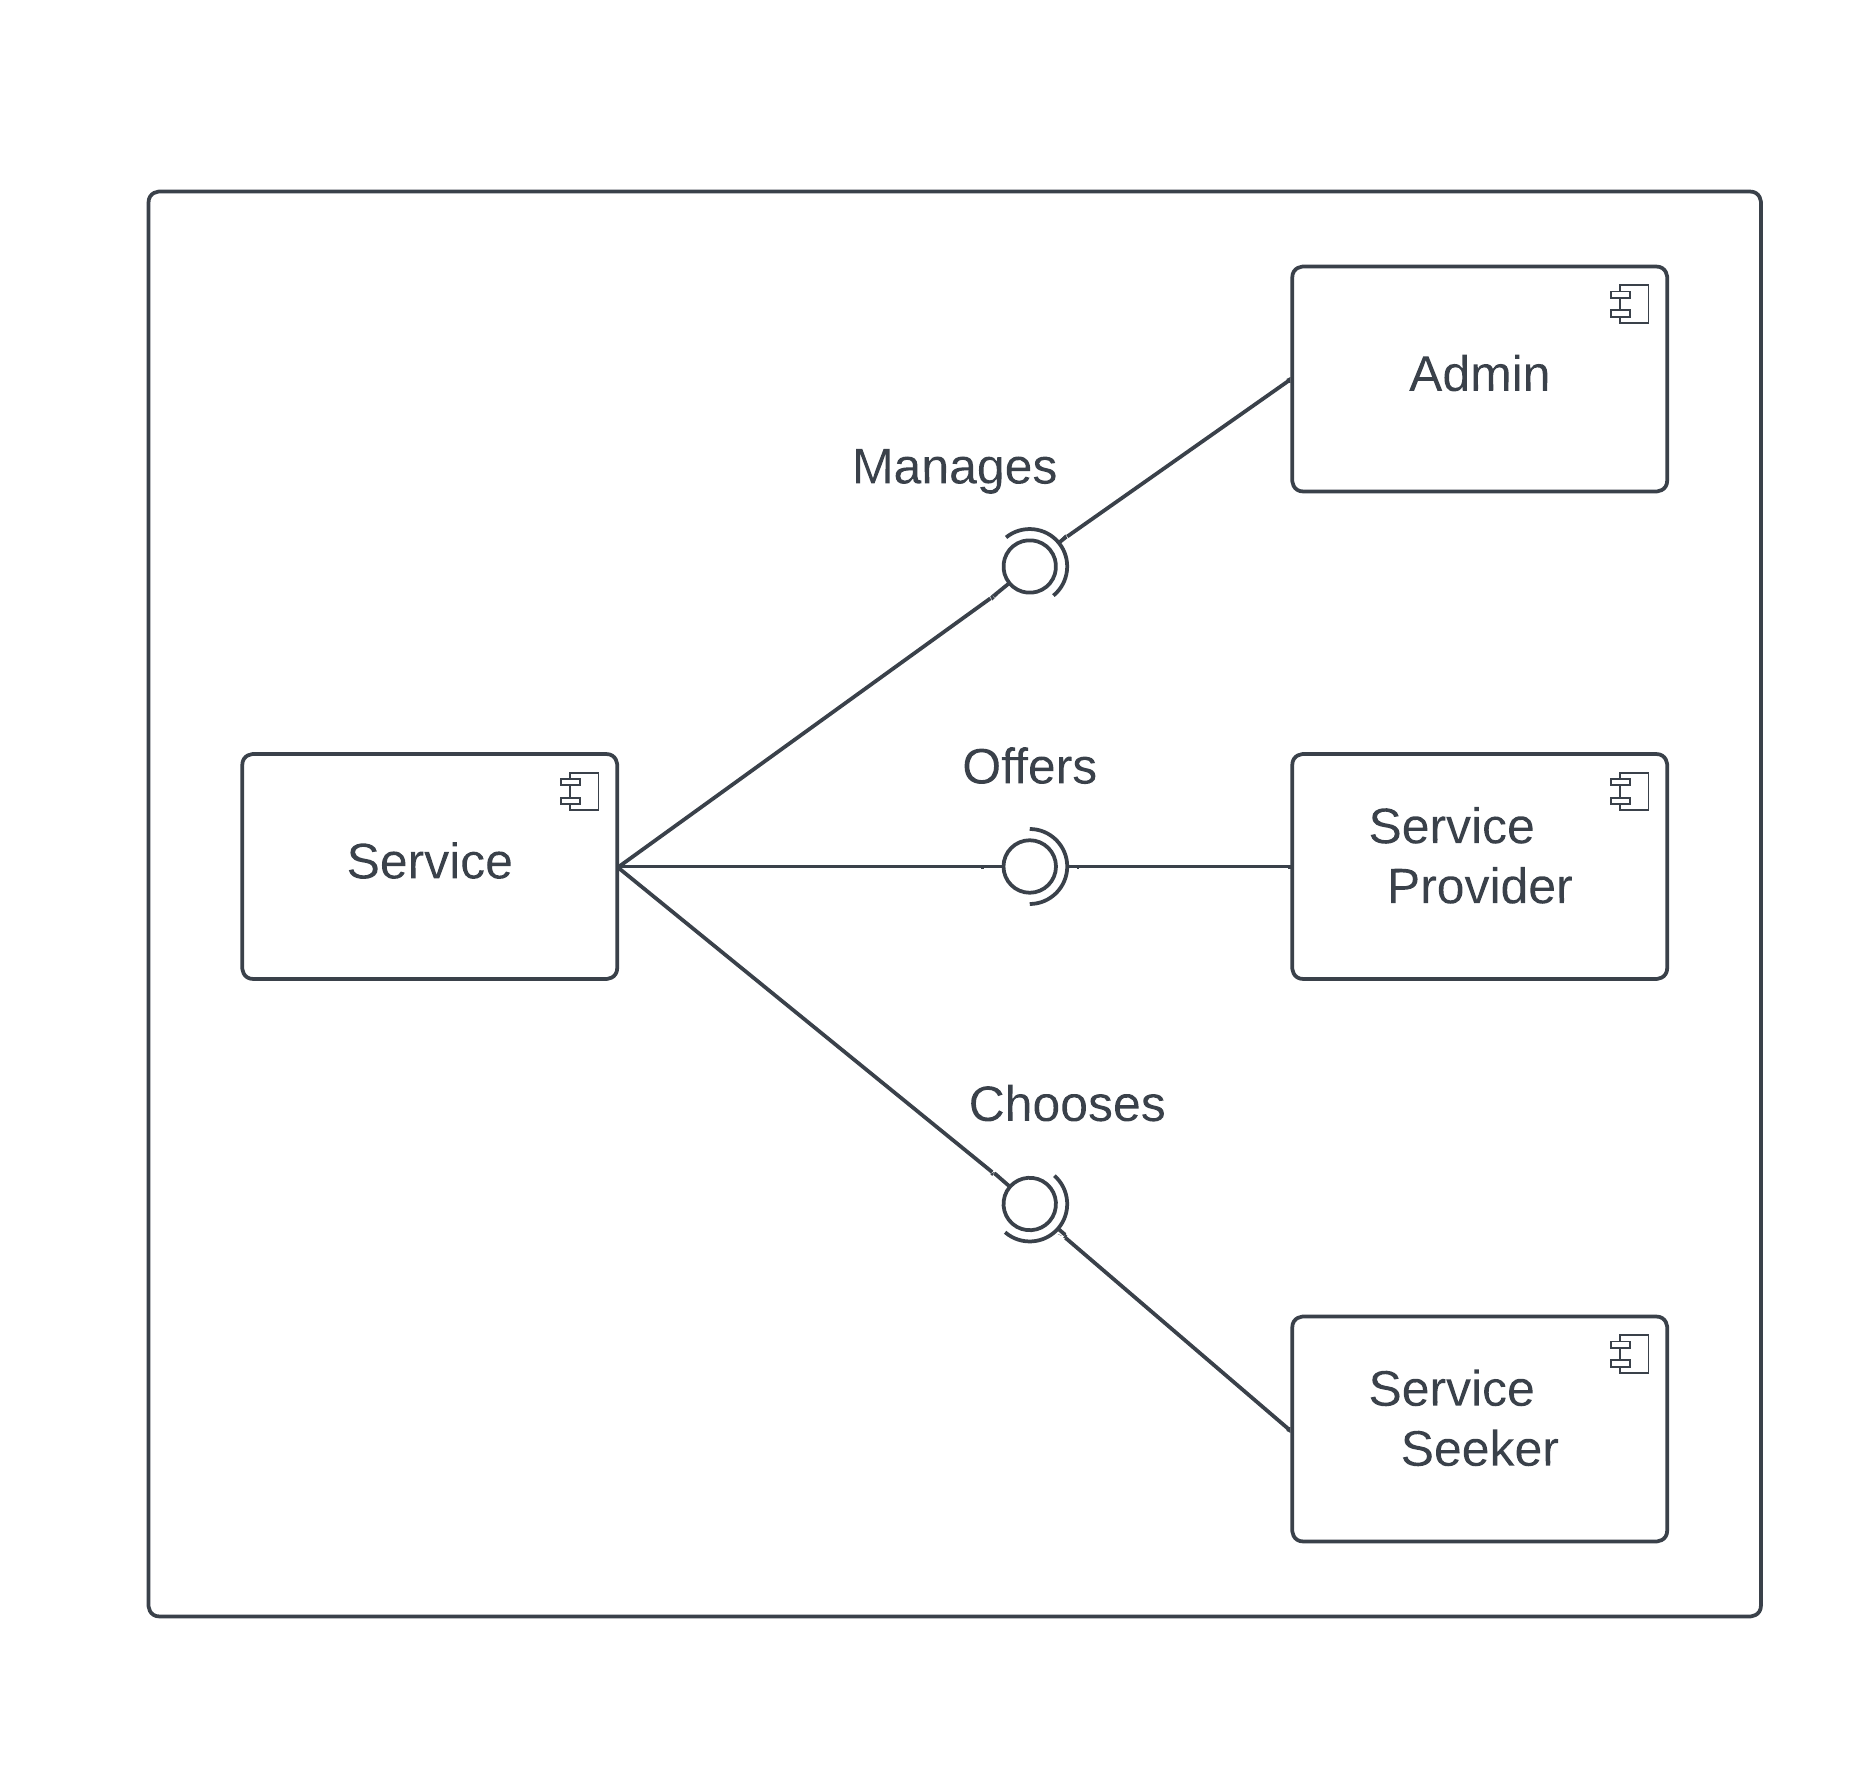 Admin
Manages
Offers
Service
Service
Provider
Chooses
Service
Seeker